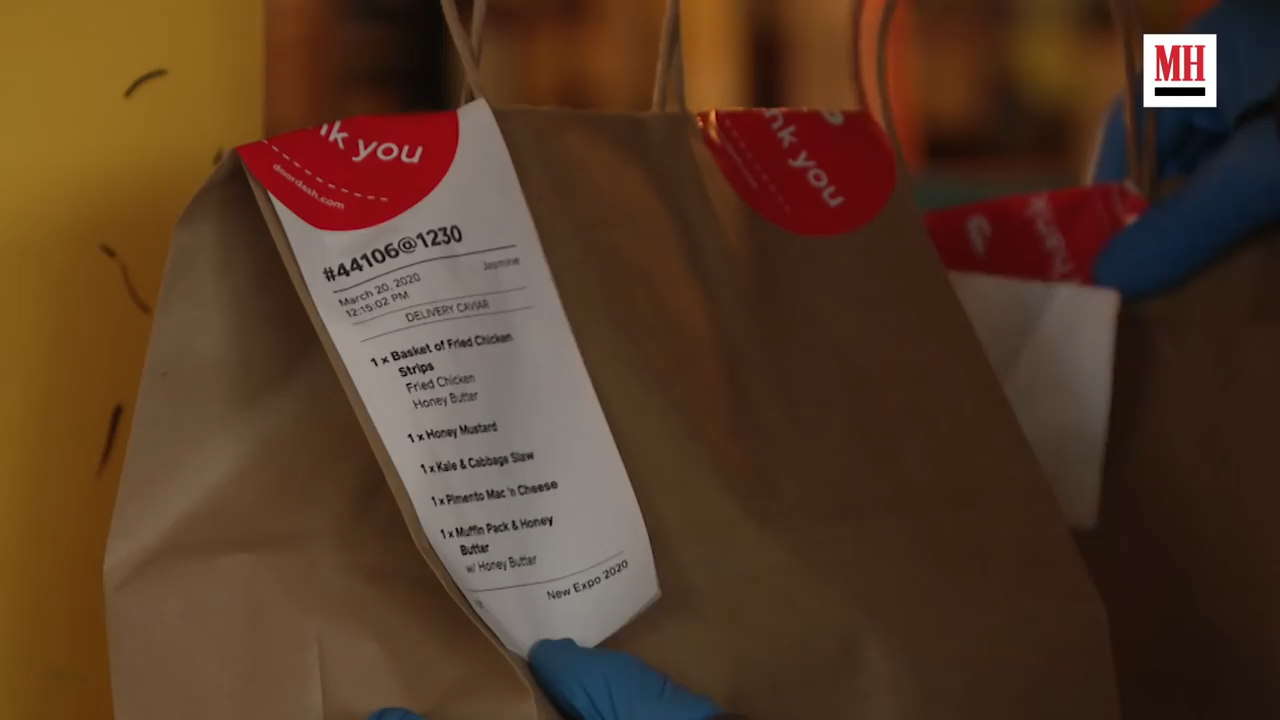 MH
nk you
doordash.com
nk you
Thank
#44106@1230
March 20, 2020
Jasmine
12:15:02 PM
DELIVERY CAVIAR
1 x Basket of Fried Chicken
Strips
Fried Chicken
Honey Butter
1 x Honey Mustard
1 x Kale & Cabbage Slaw
1 x Pimento Mac 'n Cheese
1 x Muffin Pack & Honey
Butter
w/ Honey Butter
New Expo 2020